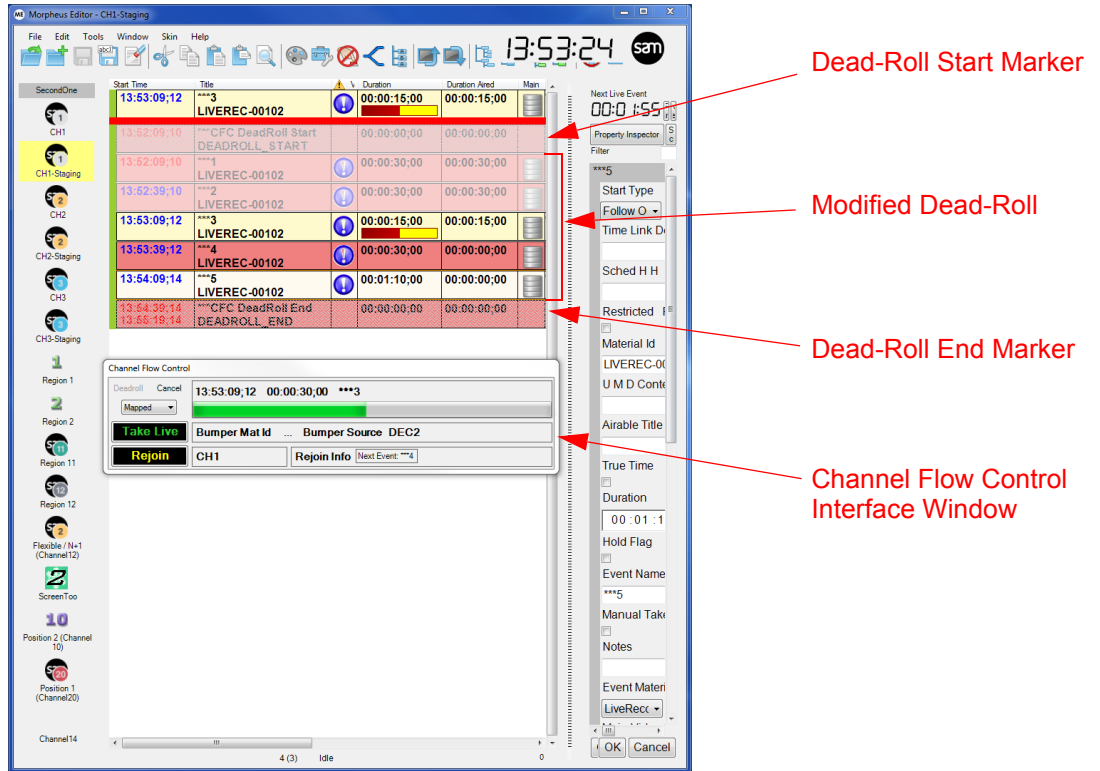 Morpheus Editor - CH1-Staging
File Edit Tools Window Skin Help
13:53:24
sam
SecondOne
CH1
CH1-Staging
CH2
CH2-Staging
CH3
CH3-Staging
1
Region 1
2
Region 2
Region 11
Region 12
Flexible / N+1
(Channel12)
ScreenToo
10
Position 2 (Channel
10)
Position 1
(Channel20)
Channel14
Start Time Title Duration Duration Aired Main
13:53:09;12 ***3 00:00:15;00 00:00:15;00
LIVEREC-00102
13:52:09;10 ***CFC DeadRoll Start 00:00:00;00 00:00:00;00
DEADROLL_START
13:52:09;10 ***1 00:00:30;00 00:00:30;00
LIVEREC-00102
13:52:39;10 ***2 00:00:30;00 00:00:30;00
LIVEREC-00102
13:53:09;12 ***3 00:00:15;00 00:00:15;00
LIVEREC-00102
13:53:39;12 ***4 00:00:30;00 00:00:00;00
LIVEREC-00102
13:54:09;14 ***5 00:01:10;00 00:00:00;00
LIVEREC-00102
13:54:39;14 ***CFC DeadRoll End 00:00:00;00 00:00:00;00
13:55:19;14 DEADROLL_END
Channel Flow Control
Deadroll Cancel
13:53:09;12 00:00:30;00 ***3
Mapped
Take Live Bumper Mat Id ... Bumper Source DEC2
Rejoin CH1 Rejoin Info Next Event: ***4
4 (3) Idle 0
Next Live Event
00:01:55
Property Inspector
Filter
***5
Start Type
Follow O
Time Link
Sched H H
Restricted
Material Id
LIVEREC-00
U M D Conte
Airable Title
True Time
Duration
00:01:1
Hold Flag
Event Name
***5
Manual Take
Notes
Event Materi
LiveRecc
OK Cancel
Dead-Roll Start Marker
Modified Dead-Roll
Dead-Roll End Marker
Channel Flow Control
Interface Window